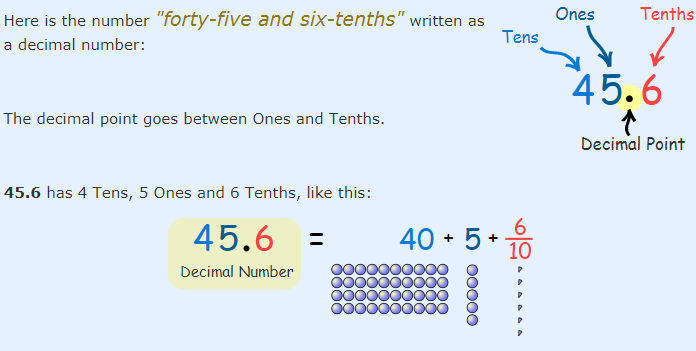 Here is the number "forty-five and six-tenths" written as
a decimal number:
Ones
Tenths
Tens
45.6
Decimal Point
The decimal point goes between Ones and Tenths.
45.6 has 4 Tens, 5 Ones and 6 Tenths, like this:
45.6 = 40 + 5 + 6/10
Decimal Number